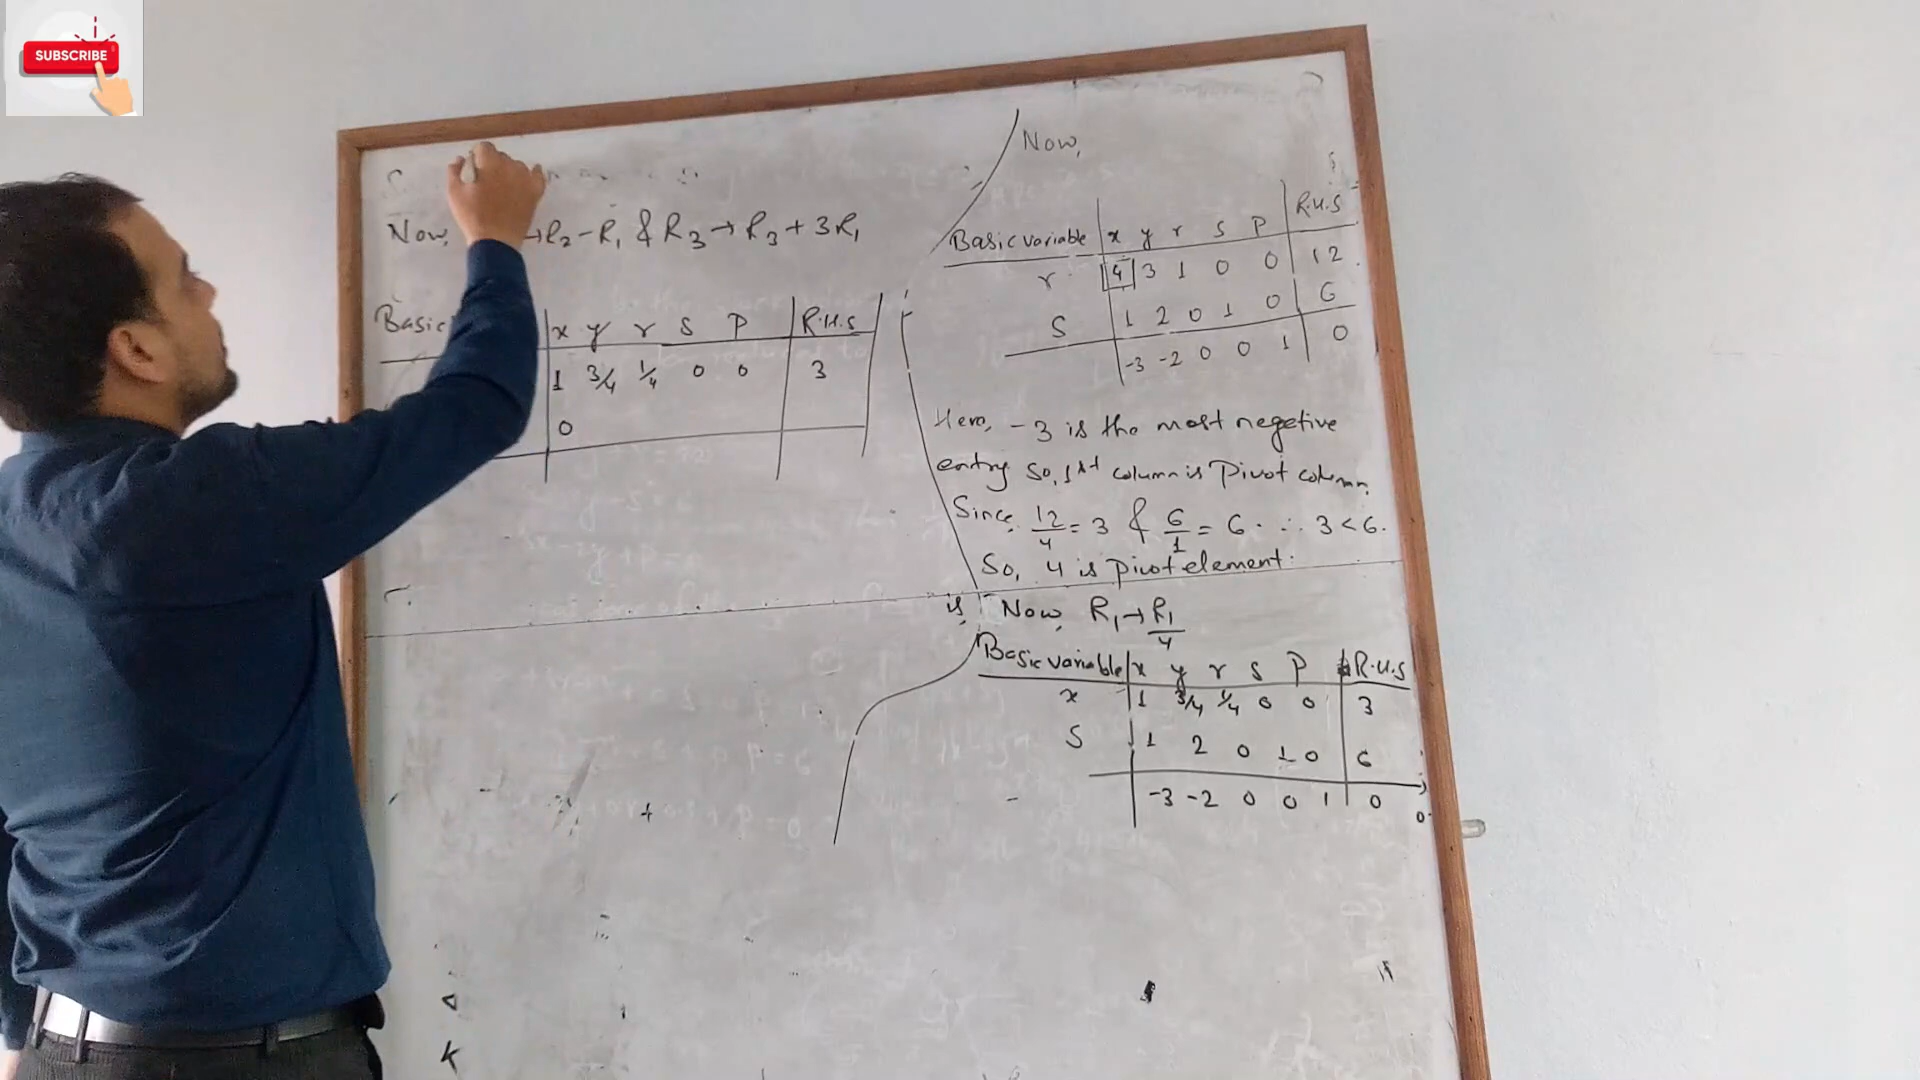 SUBSCRIBE
Now, →R₂-R₁ & R₃→R₃+3R₁
Basic x y r s P R.H.S
1 3/4 1/4 0 0 3
0
Now,
Basic variable x y r s P R.H.S
r 4 3 1 0 0 12
S 1 2 0 1 0 6
-3 -2 0 0 1 0
Here, -3 is the most negetive
entry so, 1st column is Pivot column.
Since, 12/4 = 3 & 6/1 = 6. ∴ 3<6.
So, 4 is pivot element.
is Now, R₁→R₁/4
Basic variable x y r s P R.H.S
x 1 3/4 1/4 0 0 3
S 1 2 0 1 0 6
-3 -2 0 0 1 0